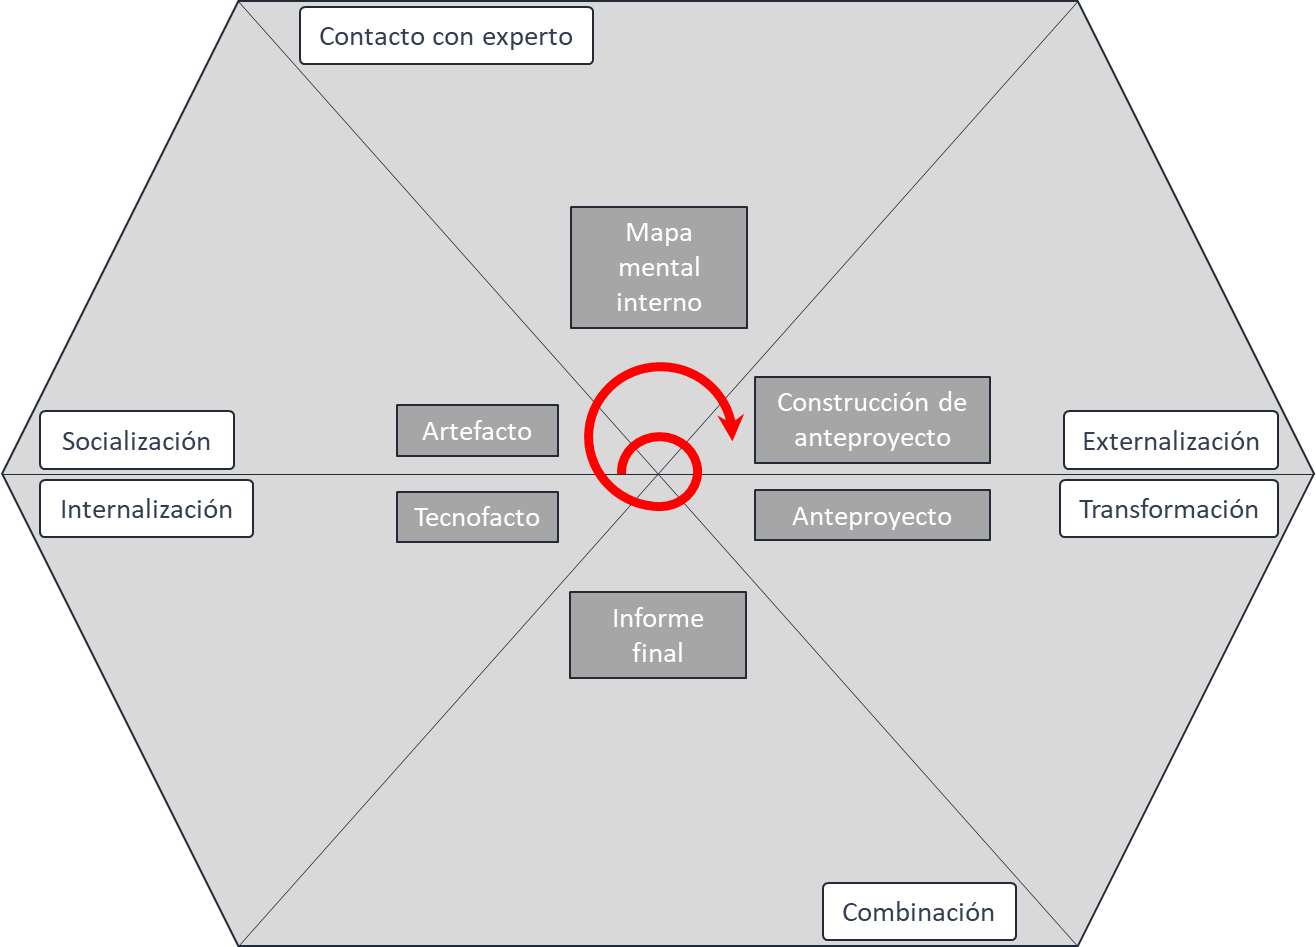 Contacto con experto
Mapa
mental
interno
Construcción de
anteproyecto
Artefacto
Socialización
Externalización
Internalización
Tecnofacto
Anteproyecto
Transformación
Informe
final
Combinación